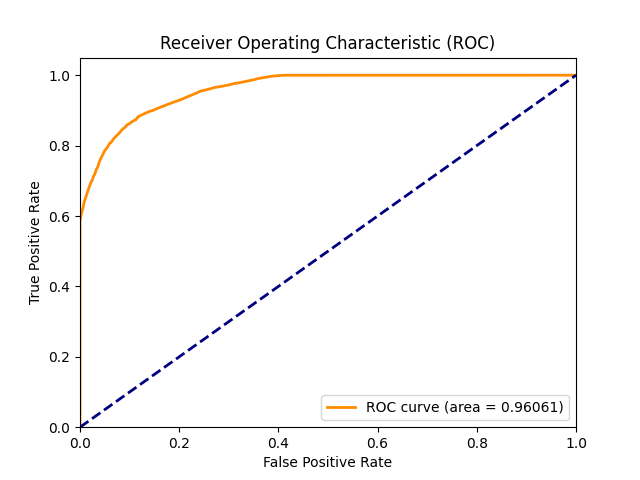 Receiver Operating Characteristic (ROC)
True Positive Rate
1.0
0.8
0.6
0.4
0.2
0.0
ROC curve (area = 0.96061)
0.0 0.2 0.4 0.6 0.8 1.0
False Positive Rate